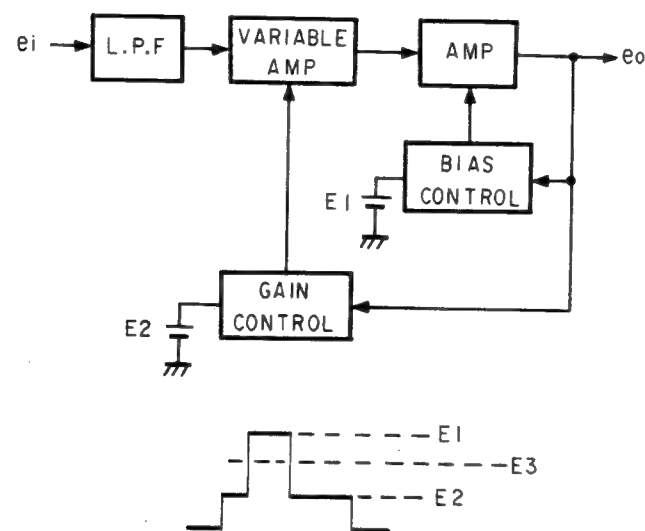 ei
L.P.F
VARIABLE
AMP
AMP
eo
BIAS
CONTROL
E1
GAIN
CONTROL
E2
E1
E3
E2